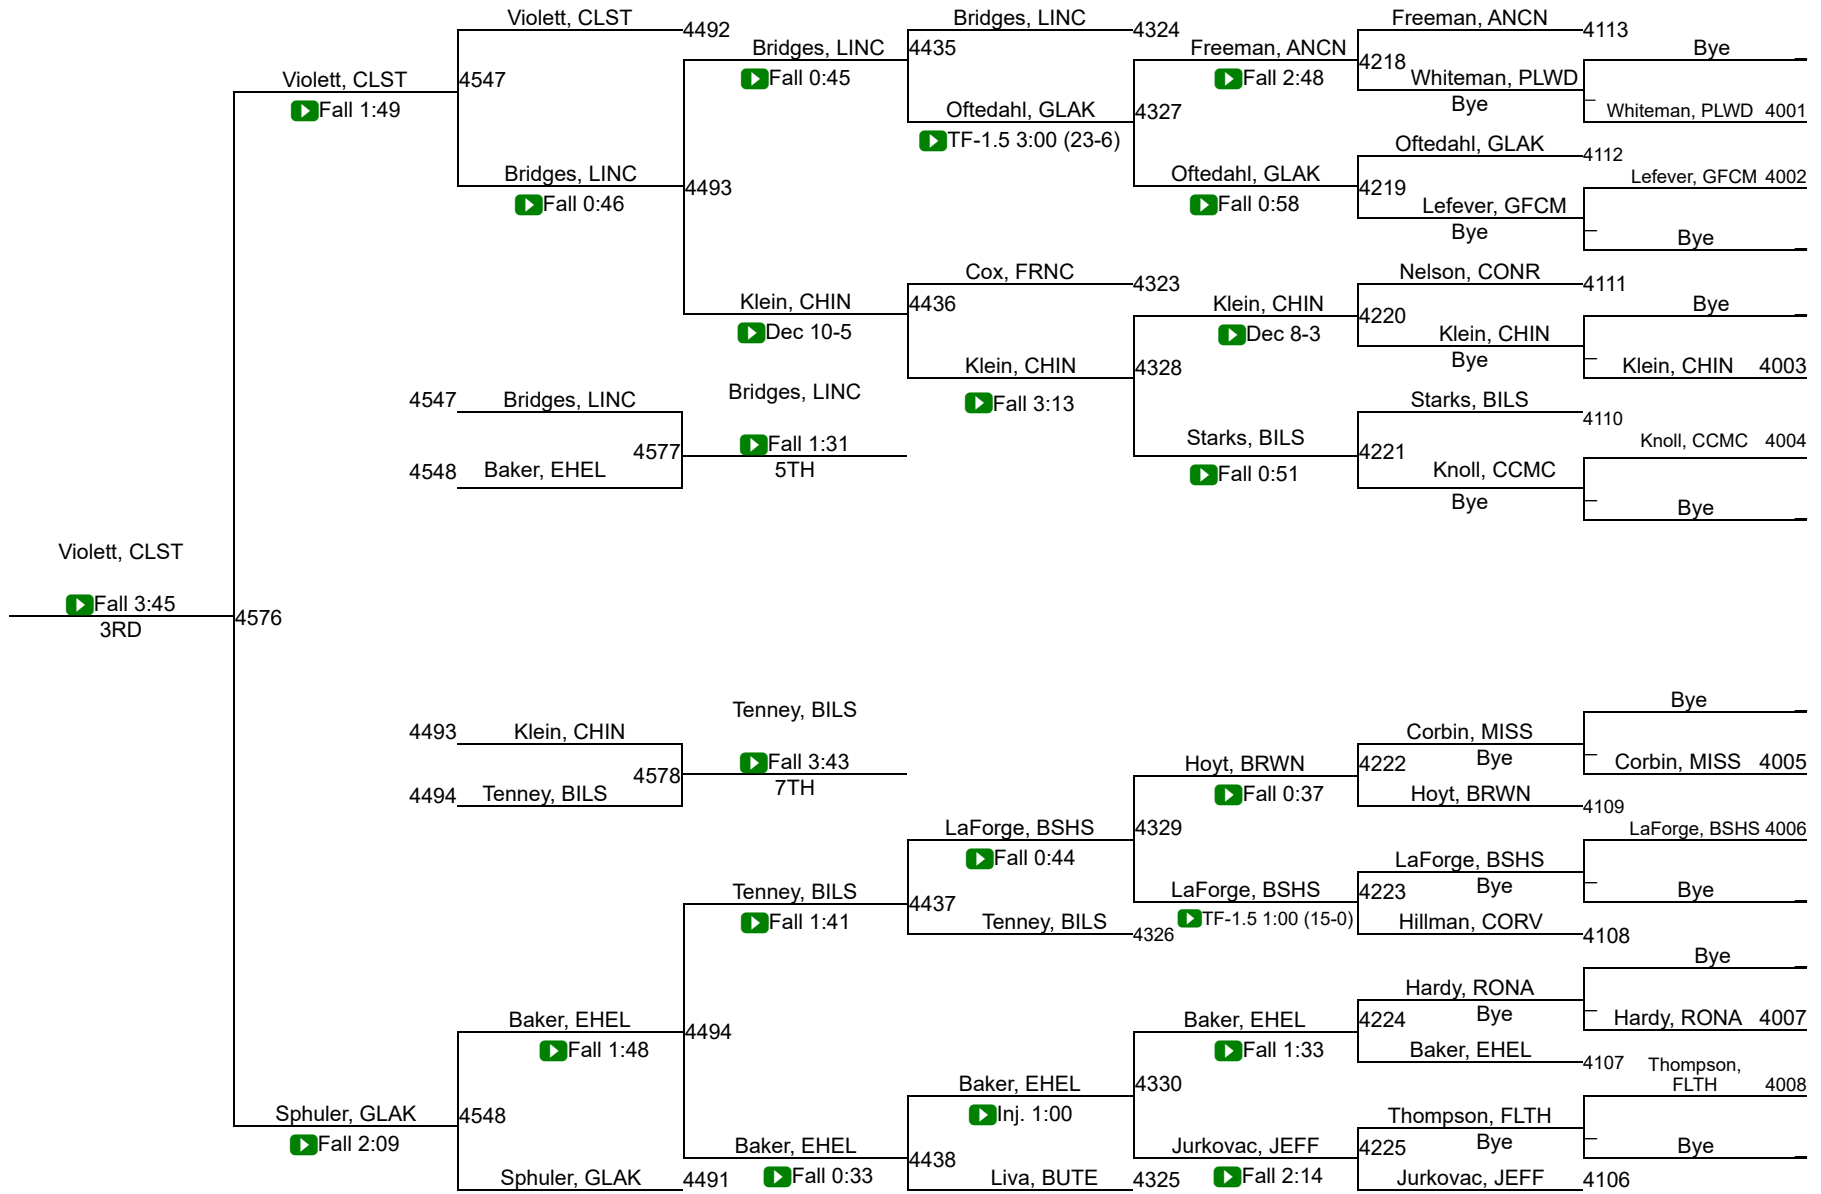 Violett, CLST
4492
Bridges, LINC
4324
Freeman, ANCN
4113
Bridges, LINC
4435
Freeman, ANCN
Bye
Violett, CLST
4547
Fall 0:45
Fall 2:48
4218
Whiteman, PLWD
Fall 1:49
Oftedahl, GLAK
4327
Bye
Whiteman, PLWD 4001
TF-1.5 3:00 (23-6)
Oftedahl, GLAK
4112
Bridges, LINC
4493
Oftedahl, GLAK
4219
Lefever, GFCM 4002
Fall 0:46
Fall 0:58
Lefever, GFCM
Bye
Bye
Cox, FRNC
4323
Nelson, CONR
4111
Klein, CHIN
4436
Klein, CHIN
4220
Bye
Dec 10-5
Dec 8-3
Klein, CHIN
Klein, CHIN
4328
Bye
Klein, CHIN 4003
4547
Bridges, LINC
Bridges, LINC
Fall 3:13
Starks, BILS
4110
4577
Fall 1:31
Starks, BILS
4221
Knoll, CCMC 4004
4548
Baker, EHEL
5TH
Fall 0:51
Knoll, CCMC
Bye
Bye
Violett, CLST
Fall 3:45
4576
3RD
Tenney, BILS
Bye
4493
Klein, CHIN
Corbin, MISS
4578
Fall 3:43
Hoyt, BRWN
4222
Bye
Corbin, MISS 4005
4494
Tenney, BILS
7TH
Fall 0:37
Hoyt, BRWN
4109
LaForge, BSHS
4329
LaForge, BSHS 4006
Fall 0:44
LaForge, BSHS
Tenney, BILS
4437
LaForge, BSHS
4223
Bye
Bye
Fall 1:41
Tenney, BILS
4326
TF-1.5 1:00 (15-0)
Hillman, CORV
4108
Bye
Hardy, RONA
Baker, EHEL
4494
Baker, EHEL
4224
Bye
Hardy, RONA 4007
Fall 1:48
Fall 1:33
Baker, EHEL
4107
Thompson,
FLTH 4008
Baker, EHEL
4330
Sphuler, GLAK
4548
Inj. 1:00
Thompson, FLTH
Fall 2:09
Baker, EHEL
4438
Jurkovac, JEFF
4225
Bye
Bye
Sphuler, GLAK
4491
Fall 0:33
Liva, BUTE
4325
Fall 2:14
Jurkovac, JEFF
4106